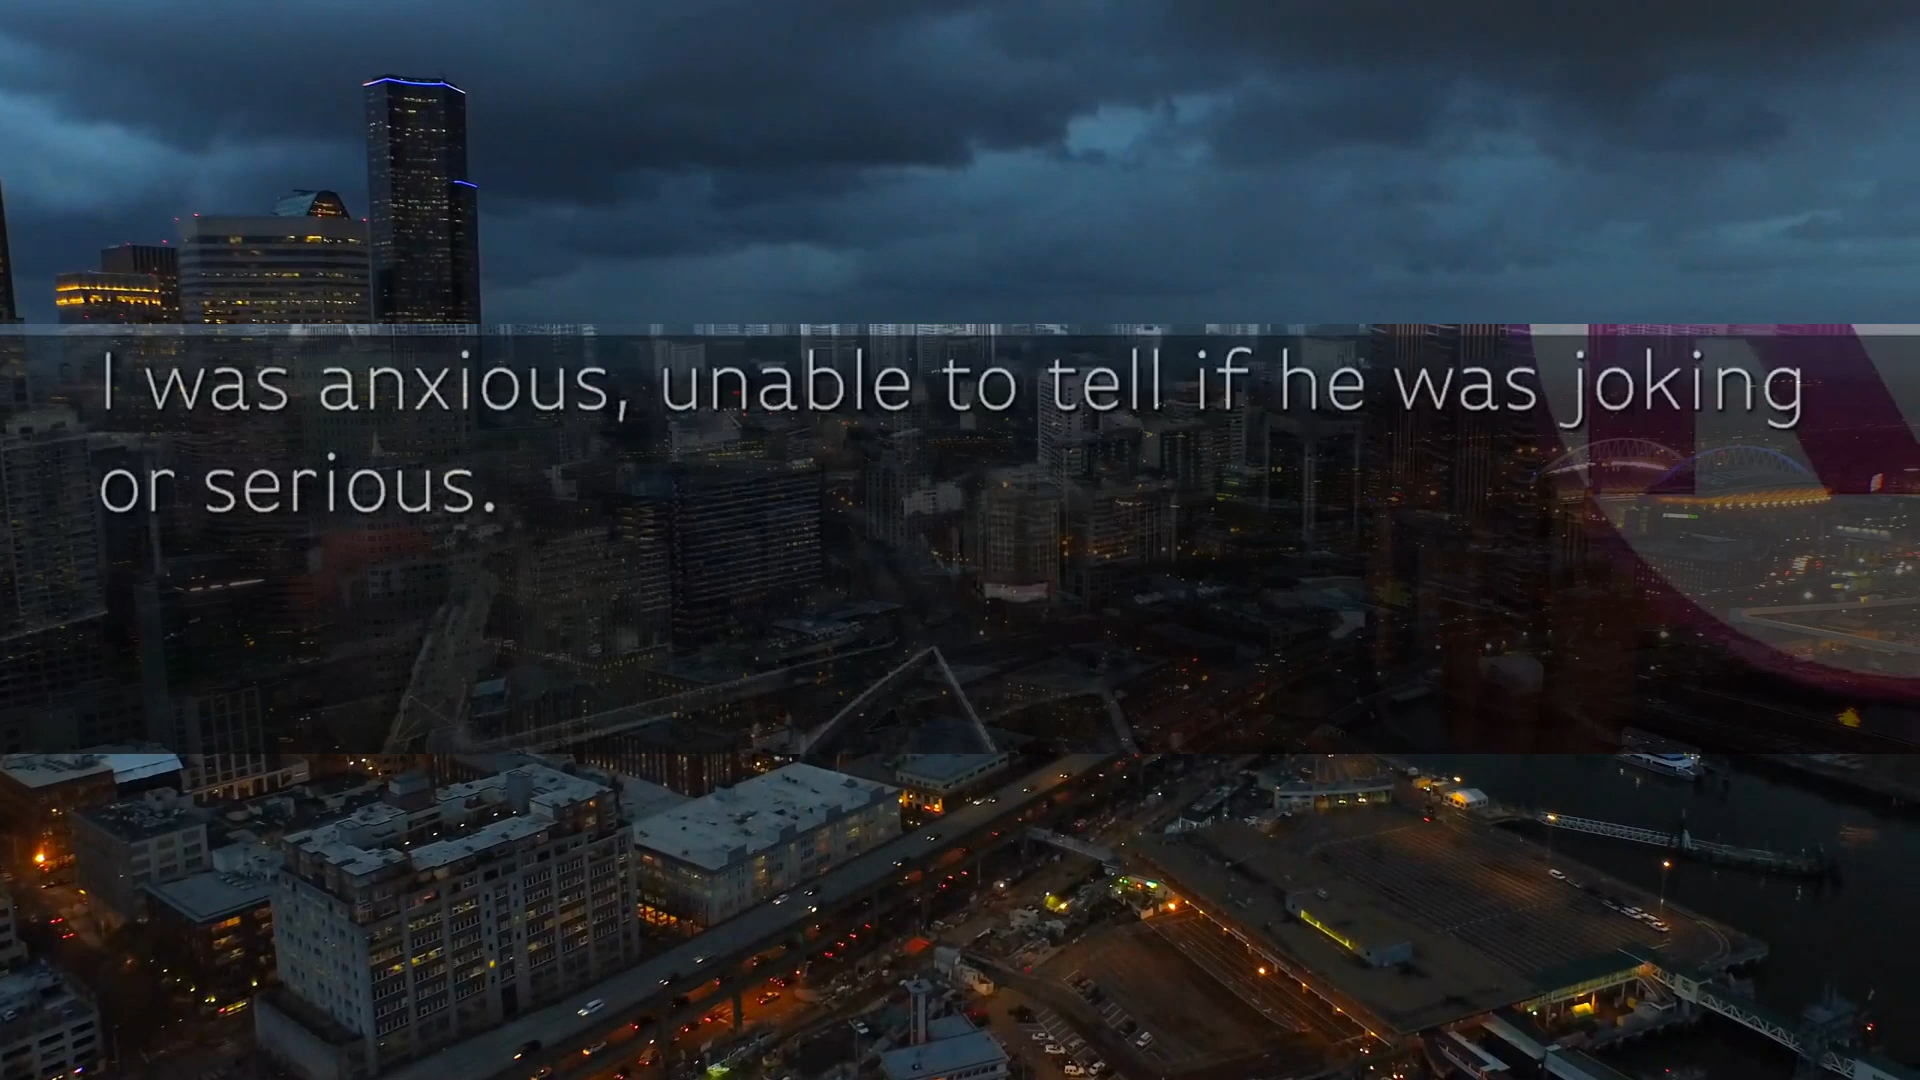 I was anxious, unable to tell if he was joking
or serious.